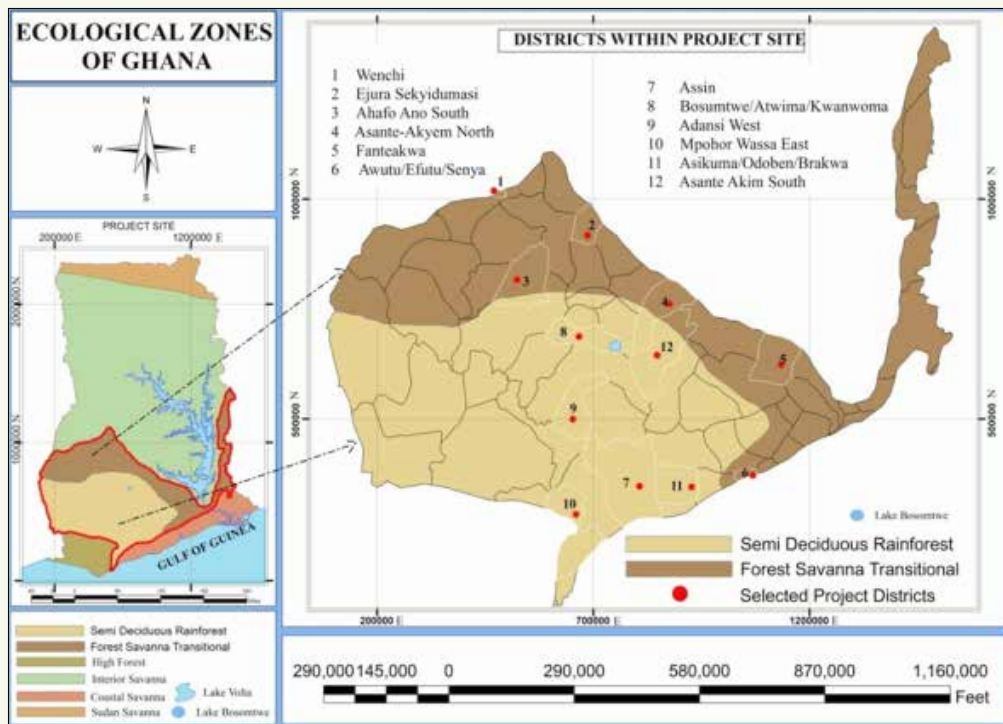 ECOLOGICAL ZONES
OF GHANA
N
W
E
S
PROJECT SITE
200000 E
1200000 E
2000000 N
1000000 N
GULF OF GUINEA
Semi Deciduous Rainforest
Forest Savanna Transitional
High Forest
Interior Savanna
Coastal Savanna
Sudan Savanna
Lake Volta
Lake Bosomtwe
DISTRICTS WITHIN PROJECT SITE
1 Wenchi
2 Ejura Sekyidumasi
3 Ahafo Ano South
4 Asante-Akyem North
5 Fanteakwa
6 Awutu/Efutu/Senya
7 Assin
8 Bosumtwe/Atwima/Kwanwoma
9 Adansi West
10 Mpohor Wassa East
11 Asikuma/Odoben/Brakwa
12 Asante Akim South
1000000 N
1000000 N
500000 N
500000 N
1
2
3
4
5
8
12
9
7
11
6
10
Lake Bosomtwe
Semi Deciduous Rainforest
Forest Savanna Transitional
Selected Project Districts
200000 E
700000 E
1200000 E
290,000 145,000 0 290,000 580,000 870,000 1,160,000
Feet